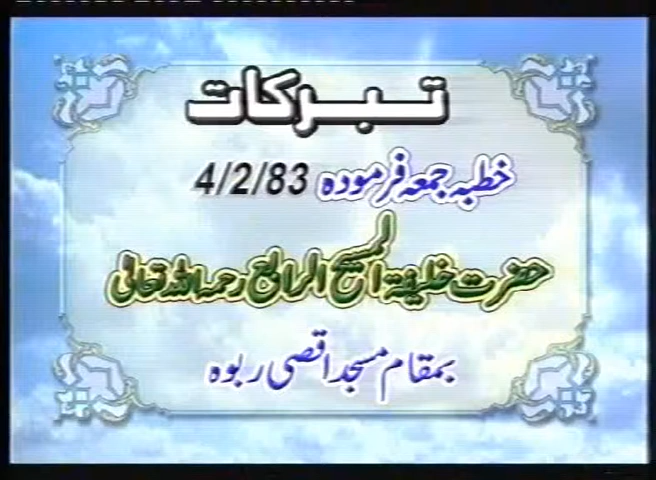 تبرکات
خطبہ جمعہ فرمودہ 4/2/83
حضرت خلیفۃ المسیح الرابع رحمہ اللہ تعالیٰ
بمقام مسجد اقصیٰ ربوہ